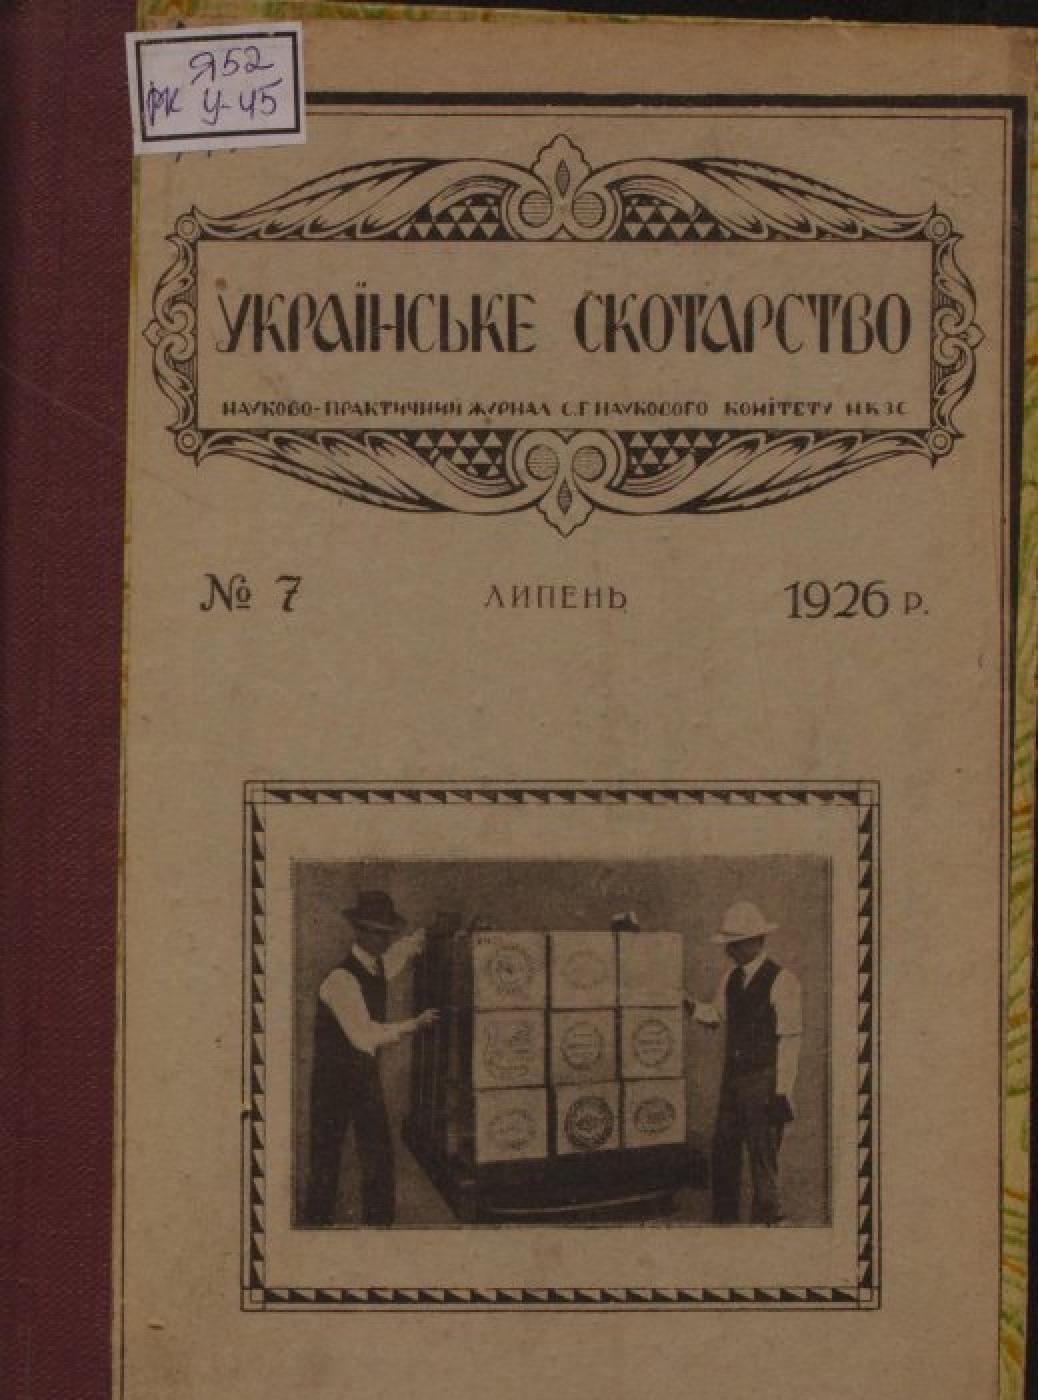 Я52
РК У-45
УКРАЇНСЬКЕ СКОТАРСТВО
НАУКОВО-ПРАКТИЧНИЙ ЖУРНАЛ С.Г НАУКОВОГО КОМІТЕТУ НКЗС
№ 7 ЛИПЕНЬ 1926 р.